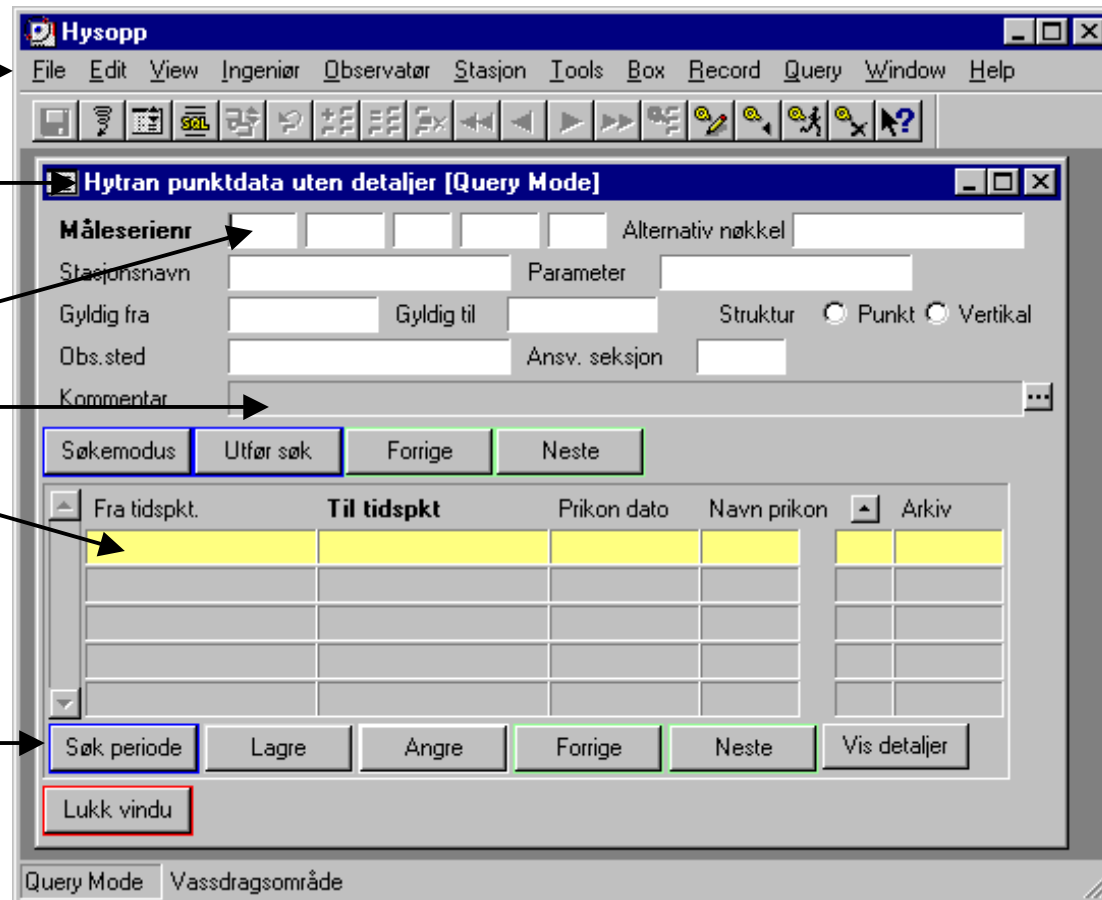 Hysopp
File Edit View Ingeniør Observatør Stasjon Tools Box Record Query Window Help
SQL
Hytran punktdata uten detaljer [Query Mode]
Måleserienr Alternativ nøkkel
Stasjonsnavn Parameter
Gyldig fra Gyldig til Struktur Punkt Vertikal
Obs.sted Ansv. seksjon
Kommentar ...
Søkemodus Utfør søk Forrige Neste
Fra tidspkt. Til tidspkt Prikon dato Navn prikon Arkiv
Søk periode Lagre Angre Forrige Neste Vis detaljer
Lukk vindu
Query Mode Vassdragsområde